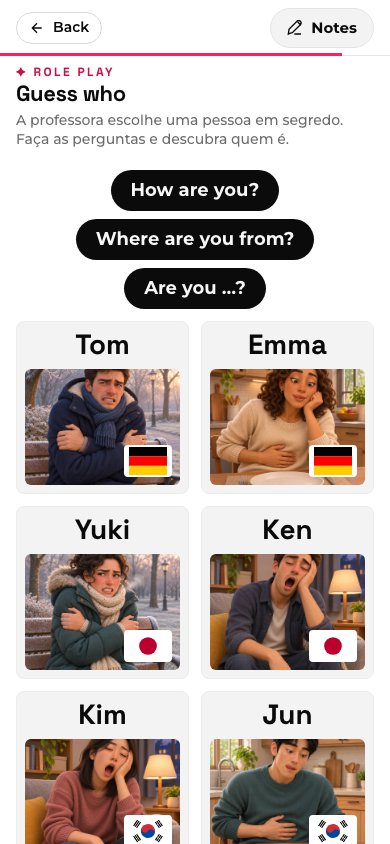 Back
Notes
ROLE PLAY
Guess who
A professora escolhe uma pessoa em segredo.
Faça as perguntas e descubra quem é.
How are you?
Where are you from?
Are you ...?
Tom
Emma
Yuki
Ken
Kim
Jun